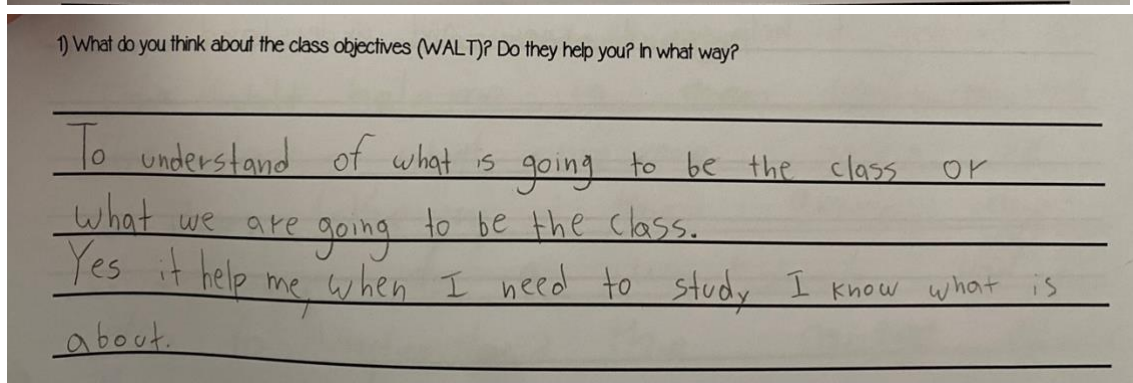 1) What do you think about the class objectives (WALT)? Do they help you? In what way?
To understand of what is going to be the class or
what we are going to be the class.
Yes it help me, when I need to study I know what is
about.